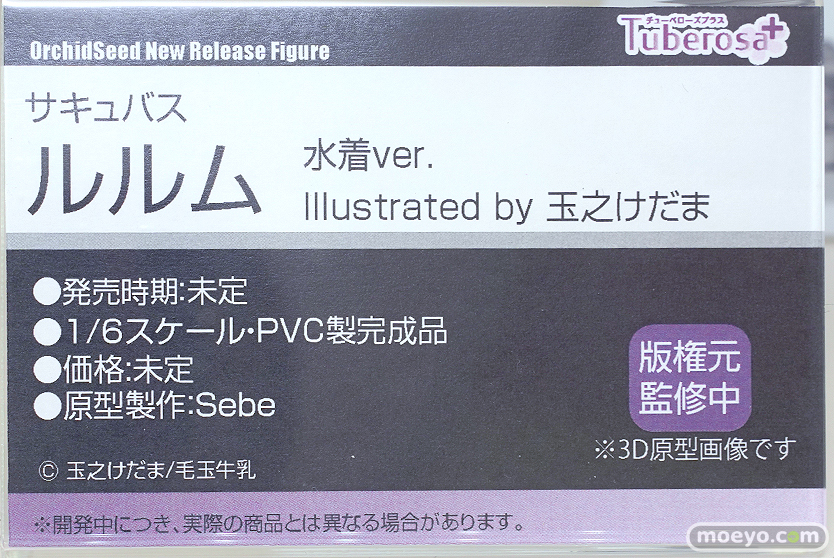 OrchidSeed New Release Figure
チューベローズプラス
Tuberosa+
サキュバス
ルルム
水着ver.
Illustrated by 玉之けだま
●発売時期:未定
●1/6スケール・PVC製完成品
●価格:未定
●原型製作:Sebe
版権元
監修中
※3D原型画像です
© 玉之けだま/毛玉牛乳
※開発中につき、実際の商品とは異なる場合があります。
moeyo.com